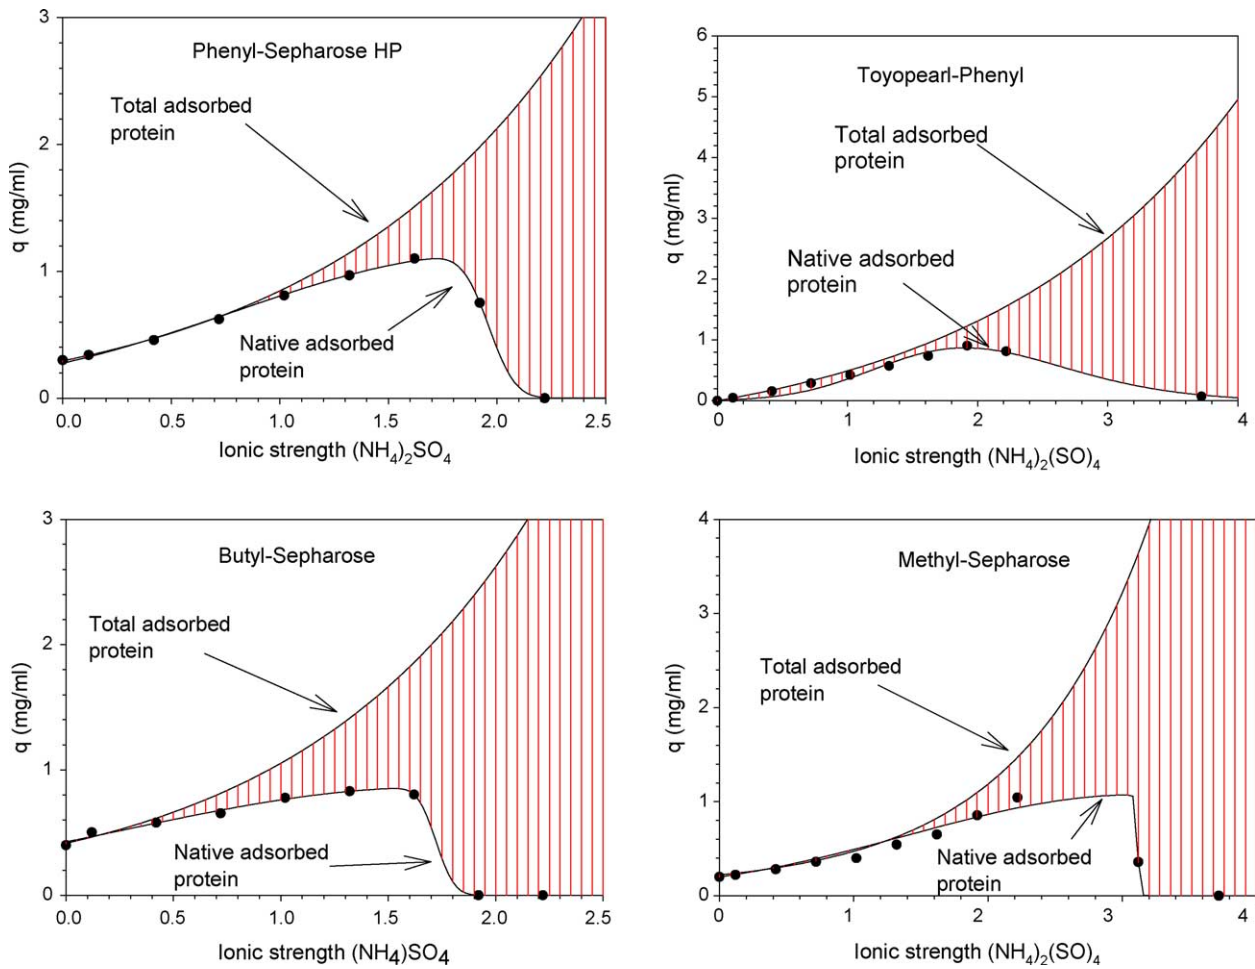 Phenyl-Sepharose HP
Total adsorbed
protein
Native adsorbed
protein
q (mg/ml)
3
2
1
0
0.0 0.5 1.0 1.5 2.0 2.5
Ionic strength (NH4)2SO4
Toyopearl-Phenyl
Total adsorbed
protein
Native adsorbed
protein
q (mg/ml)
6
5
4
3
2
1
0
0 1 2 3 4
Ionic strength (NH4)2(SO)4
Butyl-Sepharose
Total adsorbed
protein
Native adsorbed
protein
q (mg/ml)
3
2
1
0
0.0 0.5 1.0 1.5 2.0 2.5
Ionic strength (NH4)SO4
Methyl-Sepharose
Total adsorbed
protein
Native adsorbed
protein
q (mg/ml)
4
3
2
1
0
0 1 2 3 4
Ionic strength (NH4)2(SO)4